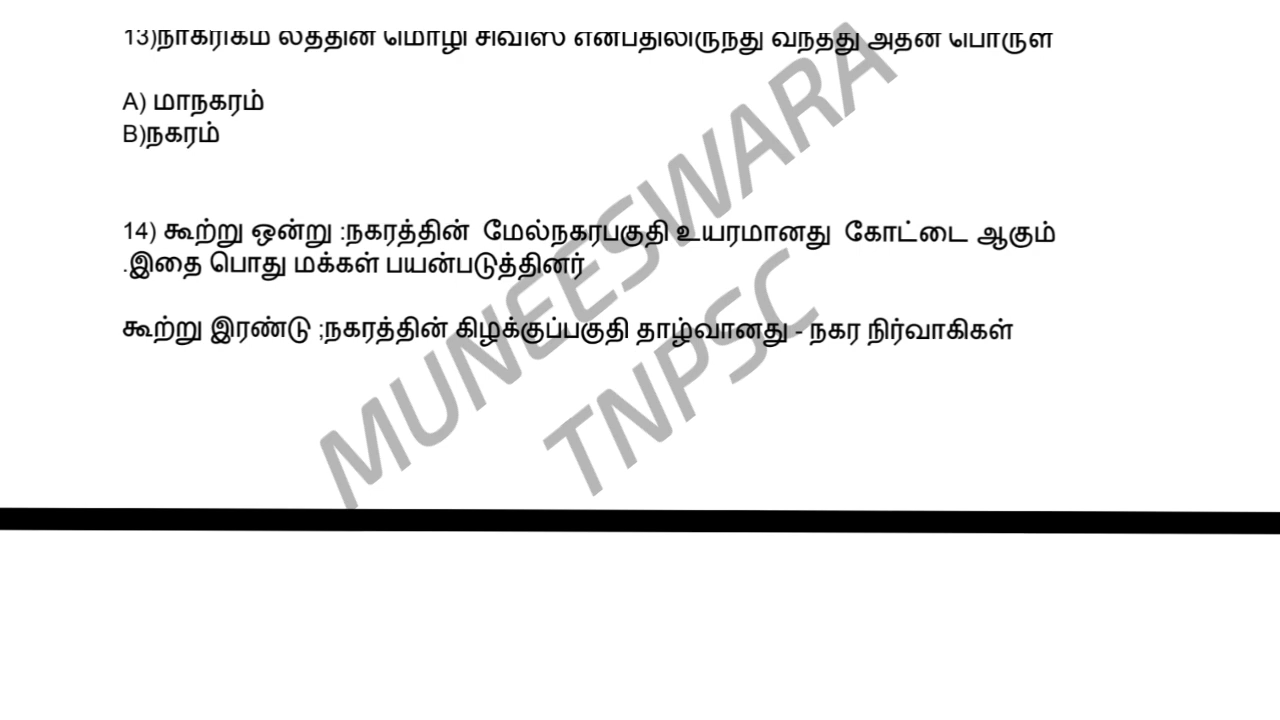 13)நாகரிகம் லத்தீன் மொழி சிவிஸ் என்பதிலிருந்து வந்தது அதன் பொருள்
A) மாநகரம்
B)நகரம்
14) கூற்று ஒன்று :நகரத்தின் மேல்நகரபகுதி உயரமானது கோட்டை ஆகும்
.இதை பொது மக்கள் பயன்படுத்தினர்
கூற்று இரண்டு ;நகரத்தின் கிழக்குப்பகுதி தாழ்வானது - நகர நிர்வாகிகள்
MUNEESWARA
TNPSC